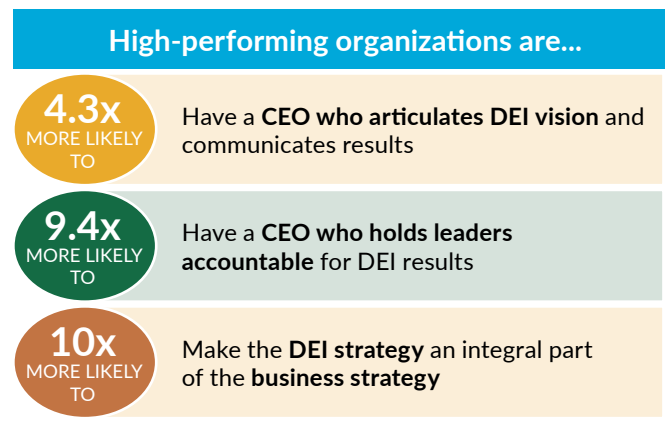 High-performing organizations are...
4.3x
MORE LIKELY
TO
Have a CEO who articulates DEI vision and
communicates results
9.4x
MORE LIKELY
TO
Have a CEO who holds leaders
accountable for DEI results
10x
MORE LIKELY
TO
Make the DEI strategy an integral part
of the business strategy